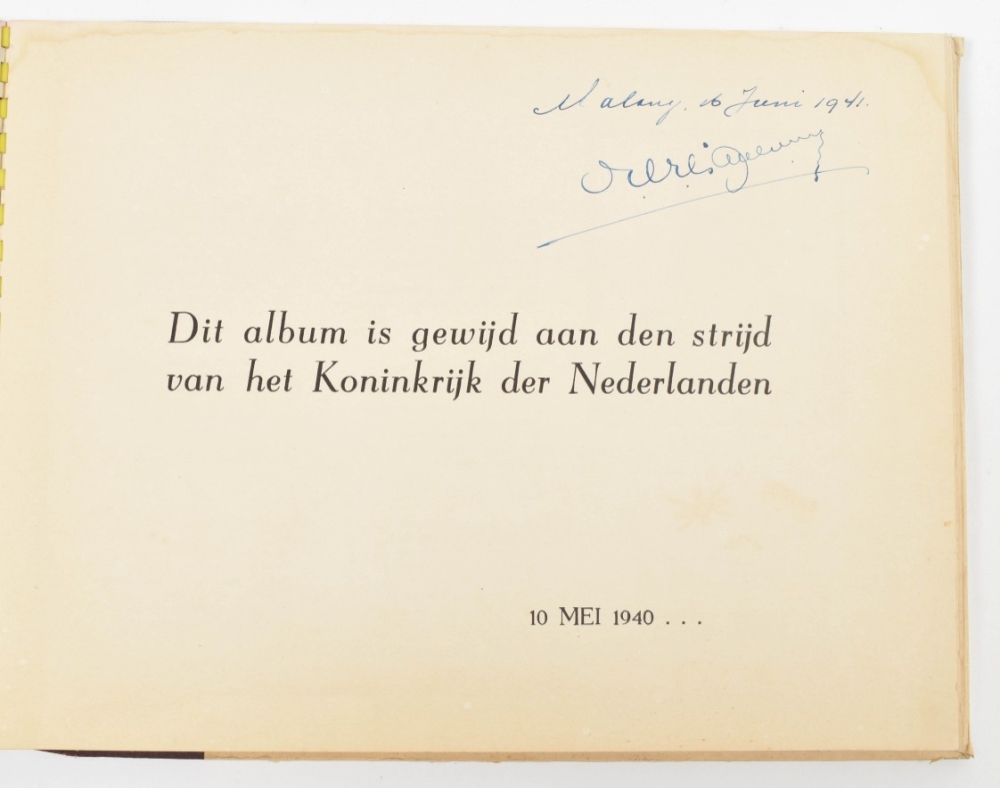 Malang. 16 Juni 1941.
Dit album is gewijd aan den strijd
van het Koninkrijk der Nederlanden
10 MEI 1940 . . .